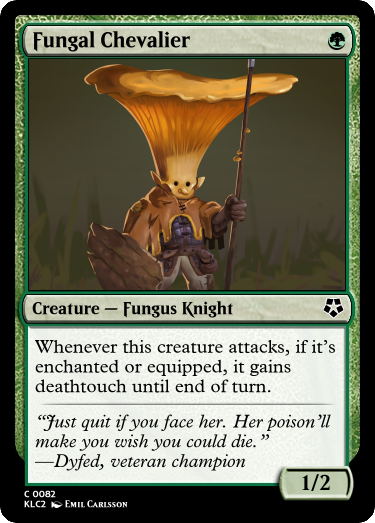 Fungal Chevalier
Creature — Fungus Knight
Whenever this creature attacks, if it's
enchanted or equipped, it gains
deathtouch until end of turn.
"Just quit if you face her. Her poison'll
make you wish you could die."
—Dyfed, veteran champion
1/2
C 0082
KLC2 Emil Carlsson